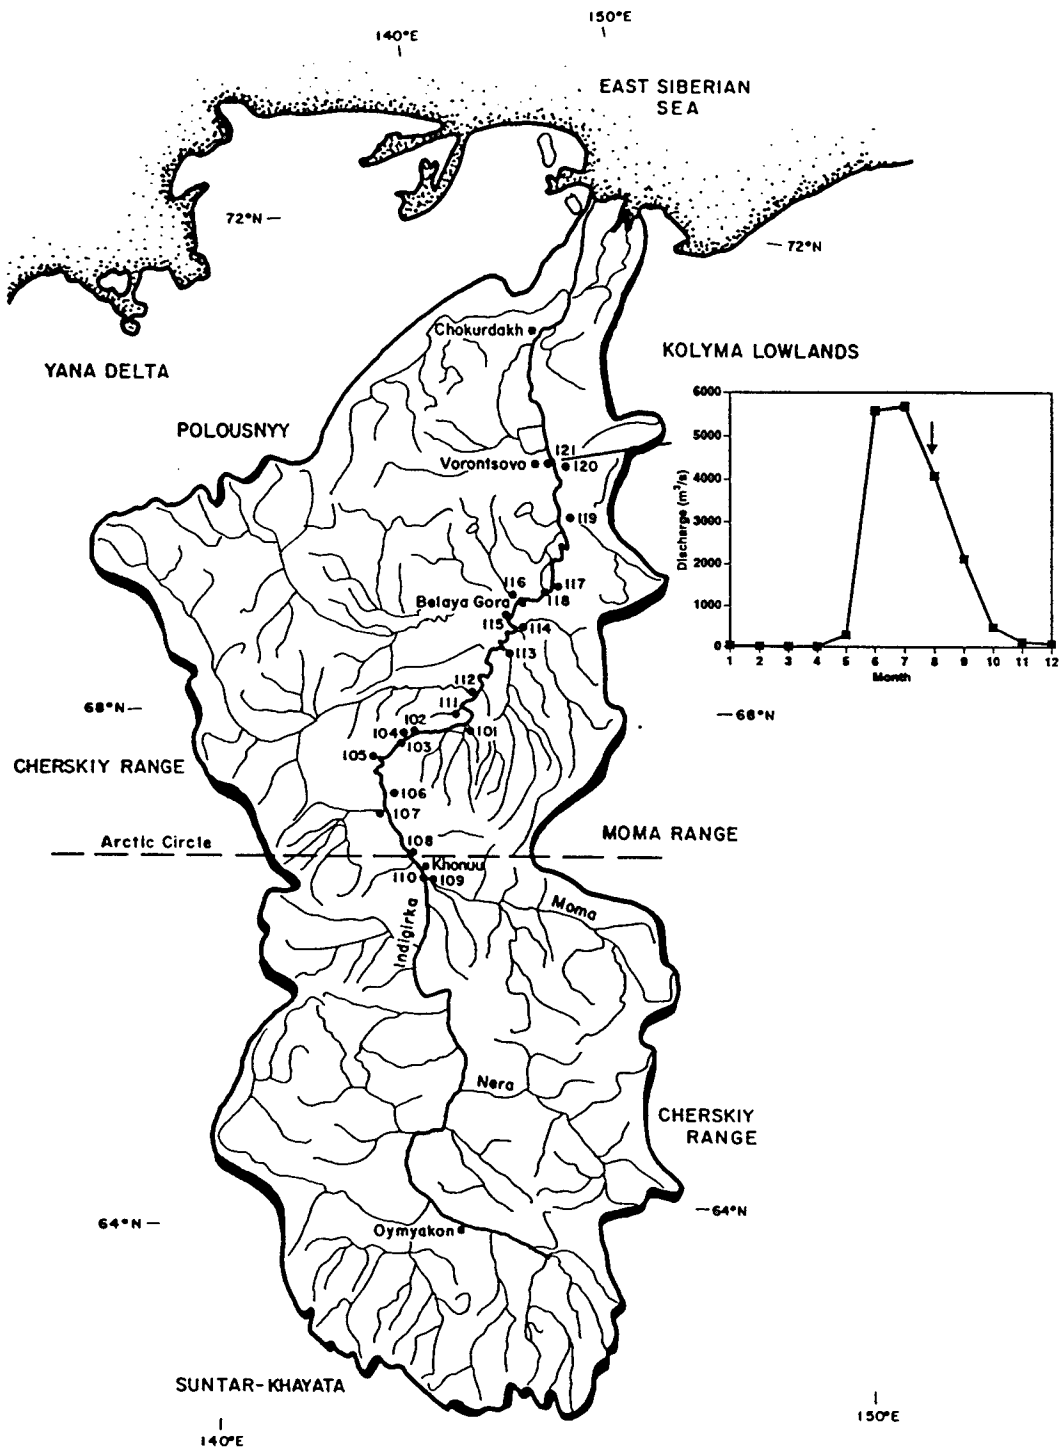 150°E
140°E
EAST SIBERIAN
SEA
72°N
72°N
Chokurdakh
KOLYMA LOWLANDS
YANA DELTA
POLOUSNYY
121
Vorontsovo
120
119
116
117
Belaya Gora
118
115
114
113
112
111
68°N
68°N
102
104
101
103
105
CHERSKIY RANGE
106
107
MOMA RANGE
Arctic Circle
108
Khonuu
110
109
Moma
Indigirka
Nera
CHERSKIY
RANGE
64°N
64°N
Oymyakon
SUNTAR-KHAYATA
150°E
140°E
6000
5000
4000
3000
2000
1000
0
Discharge (m³/s)
1 2 3 4 5 6 7 8 9 10 11 12
Month